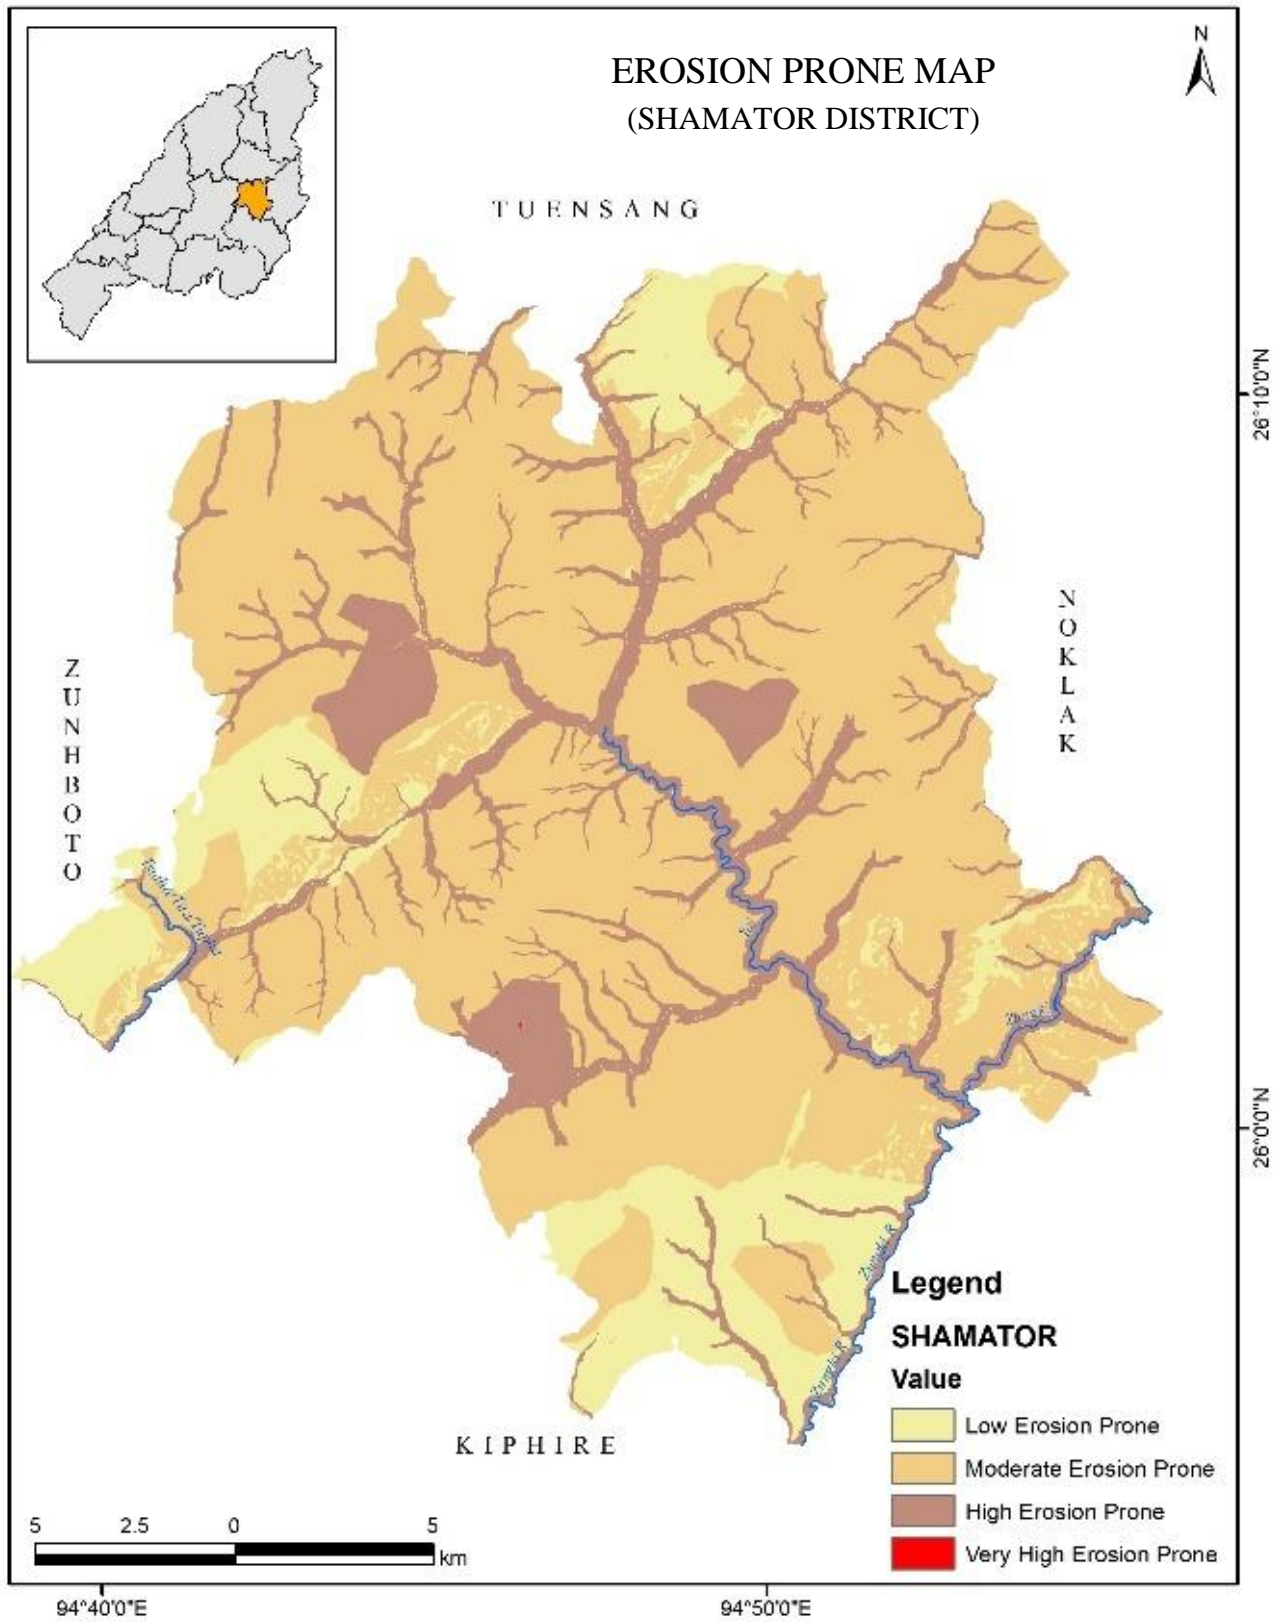 EROSION PRONE MAP
(SHAMATOR DISTRICT)
N
TUENSANG
26°10'0"N
NOKLAK
ZUNHBOTO
26°0'0"N
Zungki R.
Zungki R.
KIPHIRE
Legend
SHAMATOR
Value
Low Erosion Prone
Moderate Erosion Prone
High Erosion Prone
Very High Erosion Prone
5 2.5 0 5
km
94°40'0"E 94°50'0"E